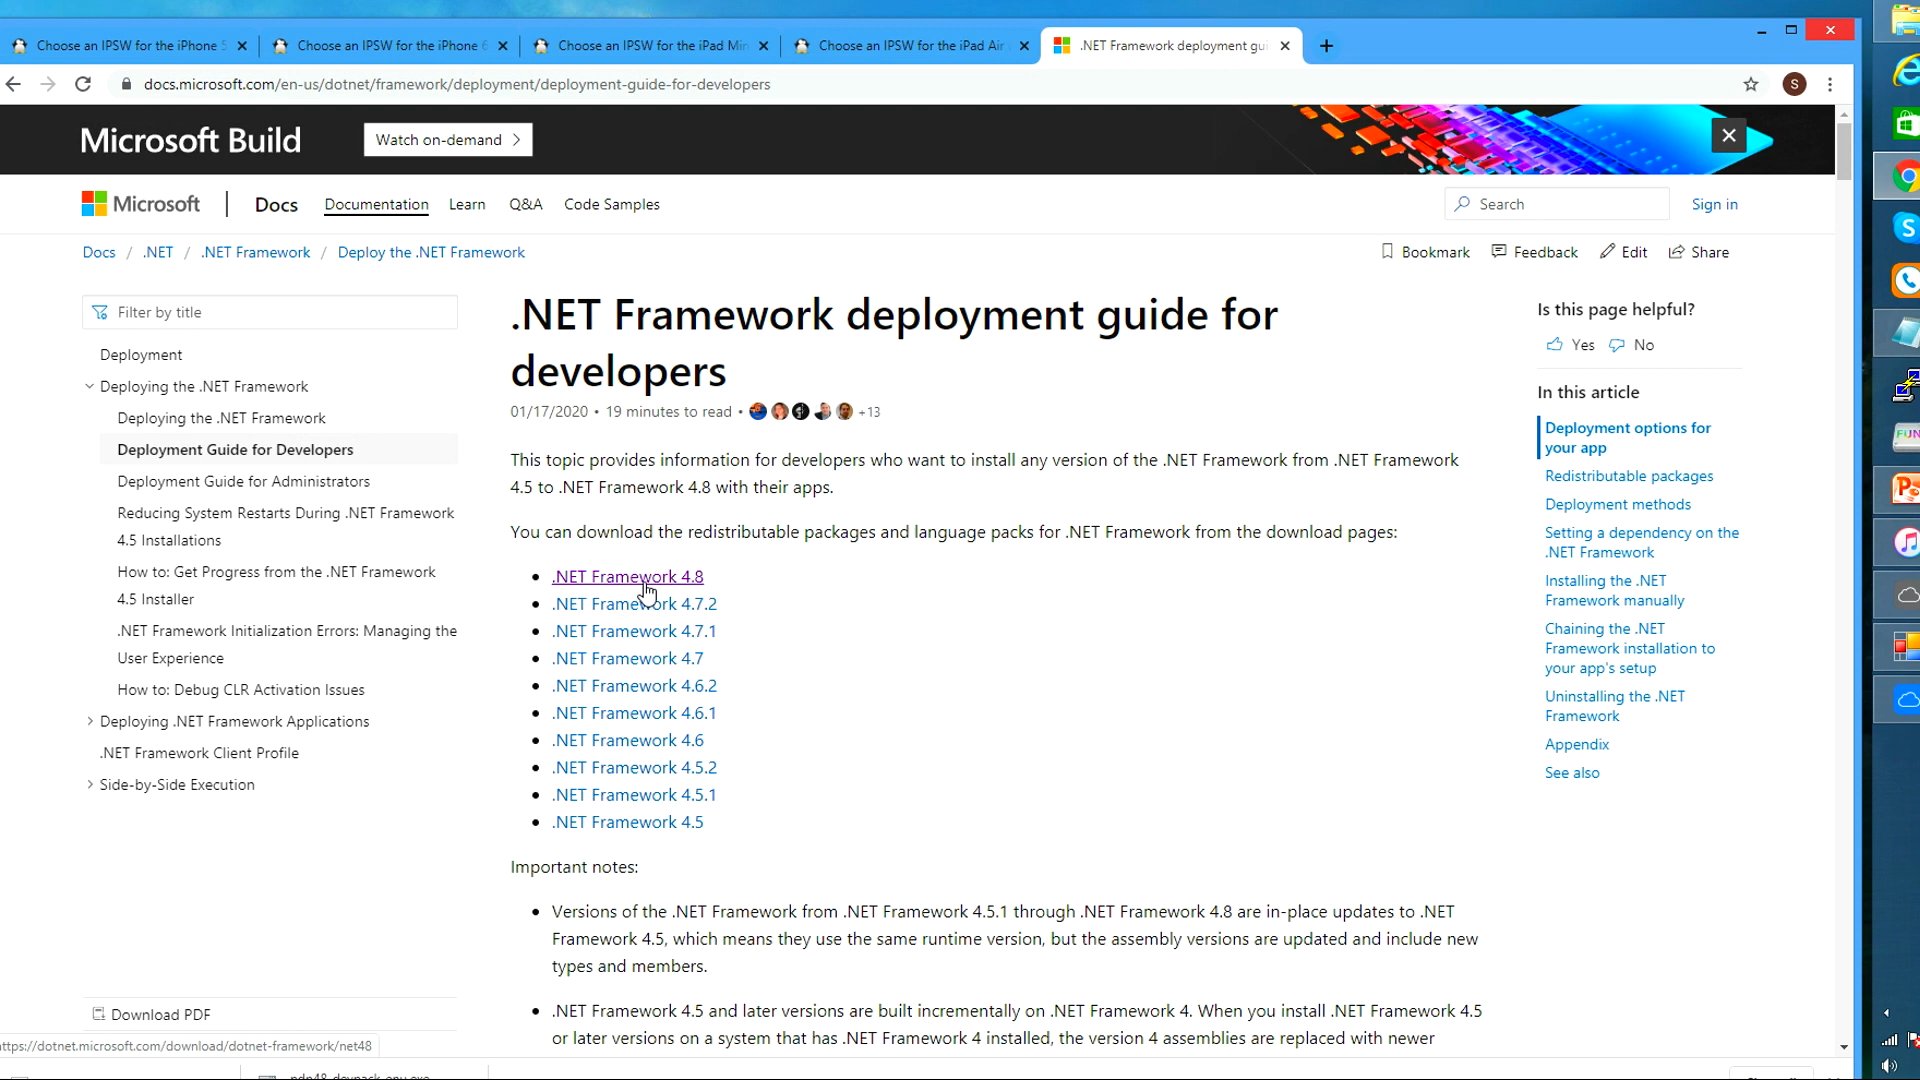 Choose an IPSW for the iPhone 5
Choose an IPSW for the iPhone 6
Choose an IPSW for the iPad Min
Choose an IPSW for the iPad Air
.NET Framework deployment gui
docs.microsoft.com/en-us/dotnet/framework/deployment/deployment-guide-for-developers
S
Microsoft Build
Watch on-demand
Microsoft
Docs
Documentation
Learn
Q&A
Code Samples
Search
Sign in
Docs / .NET / .NET Framework / Deploy the .NET Framework
Bookmark
Feedback
Edit
Share
Filter by title
Deployment
Deploying the .NET Framework
Deploying the .NET Framework
Deployment Guide for Developers
Deployment Guide for Administrators
Reducing System Restarts During .NET Framework
4.5 Installations
How to: Get Progress from the .NET Framework
4.5 Installer
.NET Framework Initialization Errors: Managing the
User Experience
How to: Debug CLR Activation Issues
Deploying .NET Framework Applications
.NET Framework Client Profile
Side-by-Side Execution
Download PDF
.NET Framework deployment guide for
developers
01/17/2020 • 19 minutes to read • +13
This topic provides information for developers who want to install any version of the .NET Framework from .NET Framework
4.5 to .NET Framework 4.8 with their apps.
You can download the redistributable packages and language packs for .NET Framework from the download pages:
• .NET Framework 4.8
• .NET Framework 4.7.2
• .NET Framework 4.7.1
• .NET Framework 4.7
• .NET Framework 4.6.2
• .NET Framework 4.6.1
• .NET Framework 4.6
• .NET Framework 4.5.2
• .NET Framework 4.5.1
• .NET Framework 4.5
Important notes:
• Versions of the .NET Framework from .NET Framework 4.5.1 through .NET Framework 4.8 are in-place updates to .NET
Framework 4.5, which means they use the same runtime version, but the assembly versions are updated and include new
types and members.
• .NET Framework 4.5 and later versions are built incrementally on .NET Framework 4. When you install .NET Framework 4.5
or later versions on a system that has .NET Framework 4 installed, the version 4 assemblies are replaced with newer
Is this page helpful?
Yes
No
In this article
Deployment options for
your app
Redistributable packages
Deployment methods
Setting a dependency on the
.NET Framework
Installing the .NET
Framework manually
Chaining the .NET
Framework installation to
your app's setup
Uninstalling the .NET
Framework
Appendix
See also
ttps://dotnet.microsoft.com/download/dotnet-framework/net48
FUN